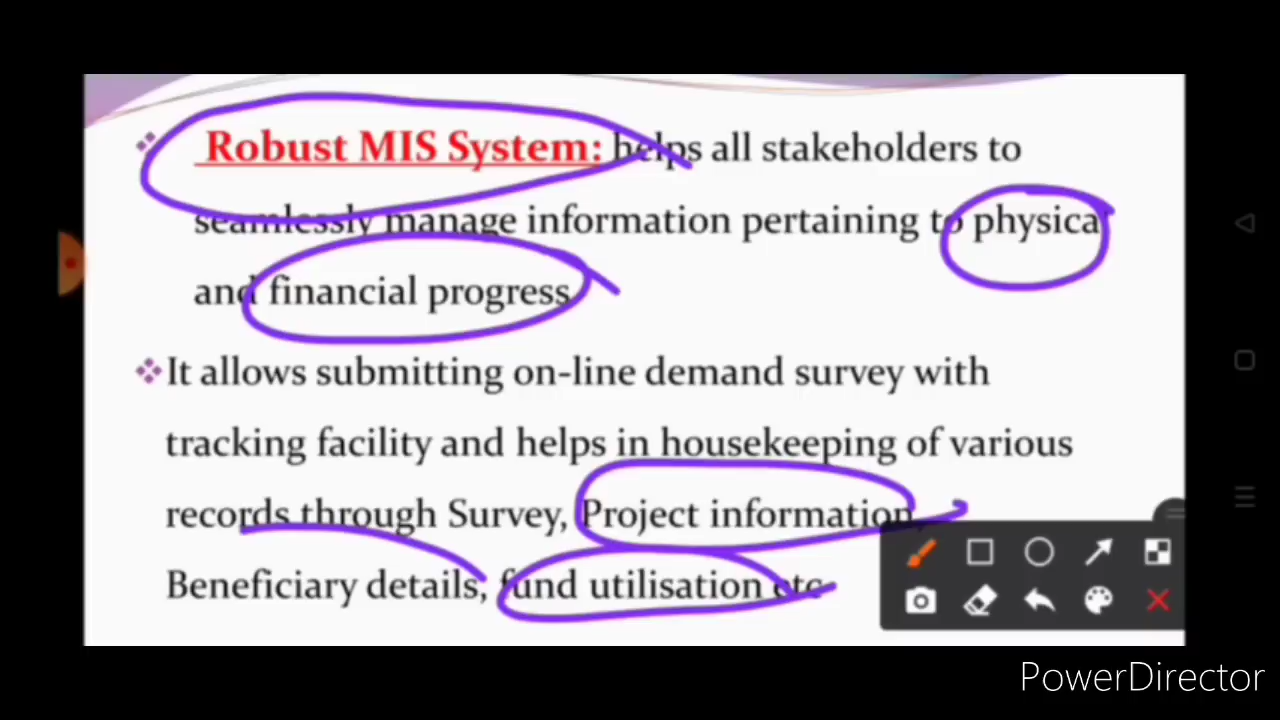 Robust MIS System: helps all stakeholders to
seamlessly manage information pertaining to physical
and financial progress
It allows submitting on-line demand survey with
tracking facility and helps in housekeeping of various
records through Survey, Project information,
Beneficiary details, fund utilisation etc
PowerDirector